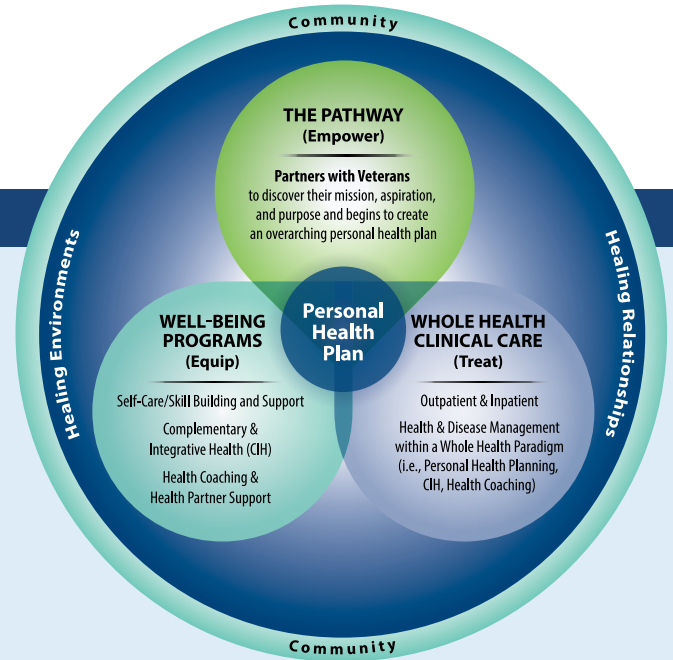 Community
THE PATHWAY
(Empower)
Partners with Veterans
to discover their mission, aspiration,
and purpose and begins to create
an overarching personal health plan
Healing Environments
Healing Relationships
Personal
Health
Plan
WELL-BEING
PROGRAMS
(Equip)
Self-Care/Skill Building and Support
Complementary &
Integrative Health (CIH)
Health Coaching &
Health Partner Support
WHOLE HEALTH
CLINICAL CARE
(Treat)
Outpatient & Inpatient
Health & Disease Management
within a Whole Health Paradigm
(i.e., Personal Health Planning,
CIH, Health Coaching)
Community